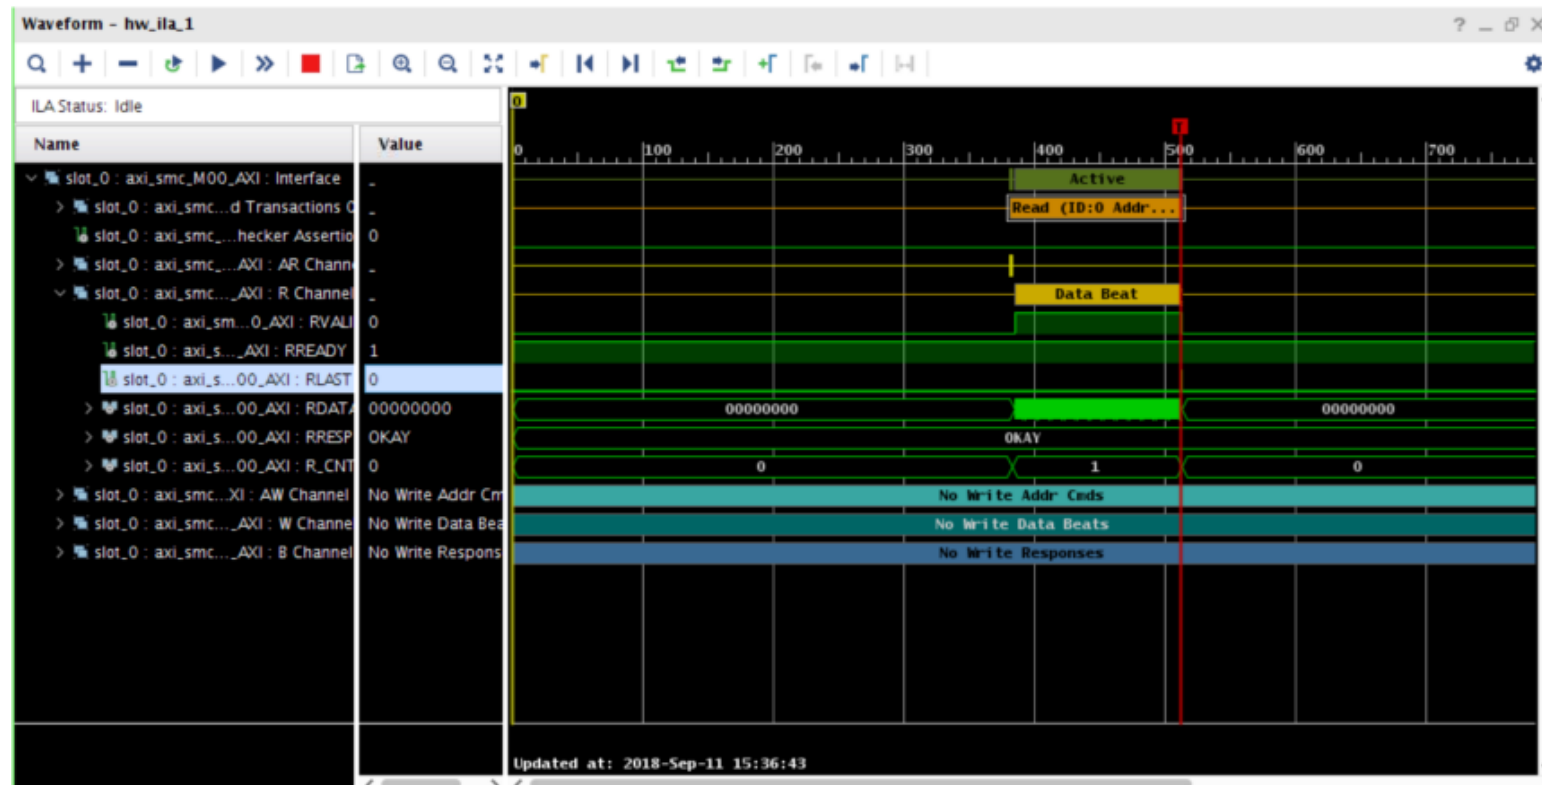 Waveform - hw_ila_1
ILA Status: Idle
Name Value
0
T
0 100 200 300 400 500 600 700
slot_0 : axi_smc_M00_AXI : Interface _ Active
slot_0 : axi_smc...d Transactions _ Read (ID:0 Addr...
slot_0 : axi_smc_...hecker Assertio 0
slot_0 : axi_smc_...AXI : AR Chann _
slot_0 : axi_smc..._AXI : R Channel _ Data Beat
slot_0 : axi_sm...0_AXI : RVALI 0
slot_0 : axi_s..._AXI : RREADY 1
slot_0 : axi_s...00_AXI : RLAST 0
slot_0 : axi_s...00_AXI : RDATA 00000000 00000000 00000000
slot_0 : axi_s...00_AXI : RRESP OKAY OKAY
slot_0 : axi_s...00_AXI : R_CNT 0 0 1 0
slot_0 : axi_smc...XI : AW Channel No Write Addr Cm No Write Addr Cmds
slot_0 : axi_smc..._AXI : W Channe No Write Data Bea No Write Data Beats
slot_0 : axi_smc..._AXI : B Channel No Write Respons No Write Responses
Updated at: 2018-Sep-11 15:36:43